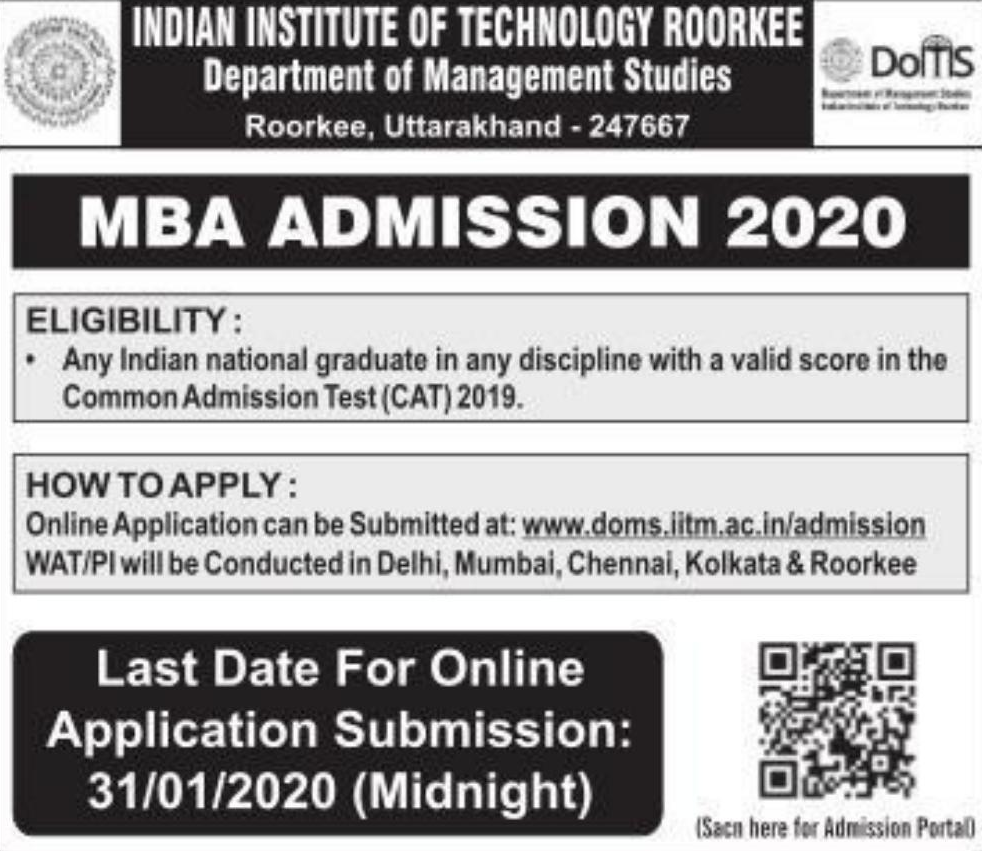 INDIAN INSTITUTE OF TECHNOLOGY ROORKEE
Department of Management Studies
Roorkee, Uttarakhand - 247667
DoMS
Department of Management Studies
Indian Institute of Technology Roorkee
MBA ADMISSION 2020
ELIGIBILITY :
• Any Indian national graduate in any discipline with a valid score in the
Common Admission Test (CAT) 2019.
HOW TO APPLY :
Online Application can be Submitted at: www.doms.iitm.ac.in/admission
WAT/PI will be Conducted in Delhi, Mumbai, Chennai, Kolkata & Roorkee
Last Date For Online
Application Submission:
31/01/2020 (Midnight)
(Sacn here for Admission Portal)